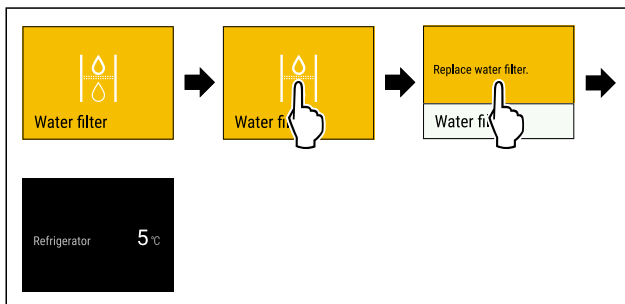 Water filter
Water fi
Replace water filter.
Water fi
Refrigerator 5 °C